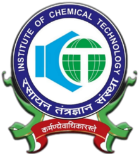 INSTITUTE OF CHEMICAL TECHNOLOGY
रसायन तंत्रज्ञान संस्था
कर्मण्येवाधिकारस्ते